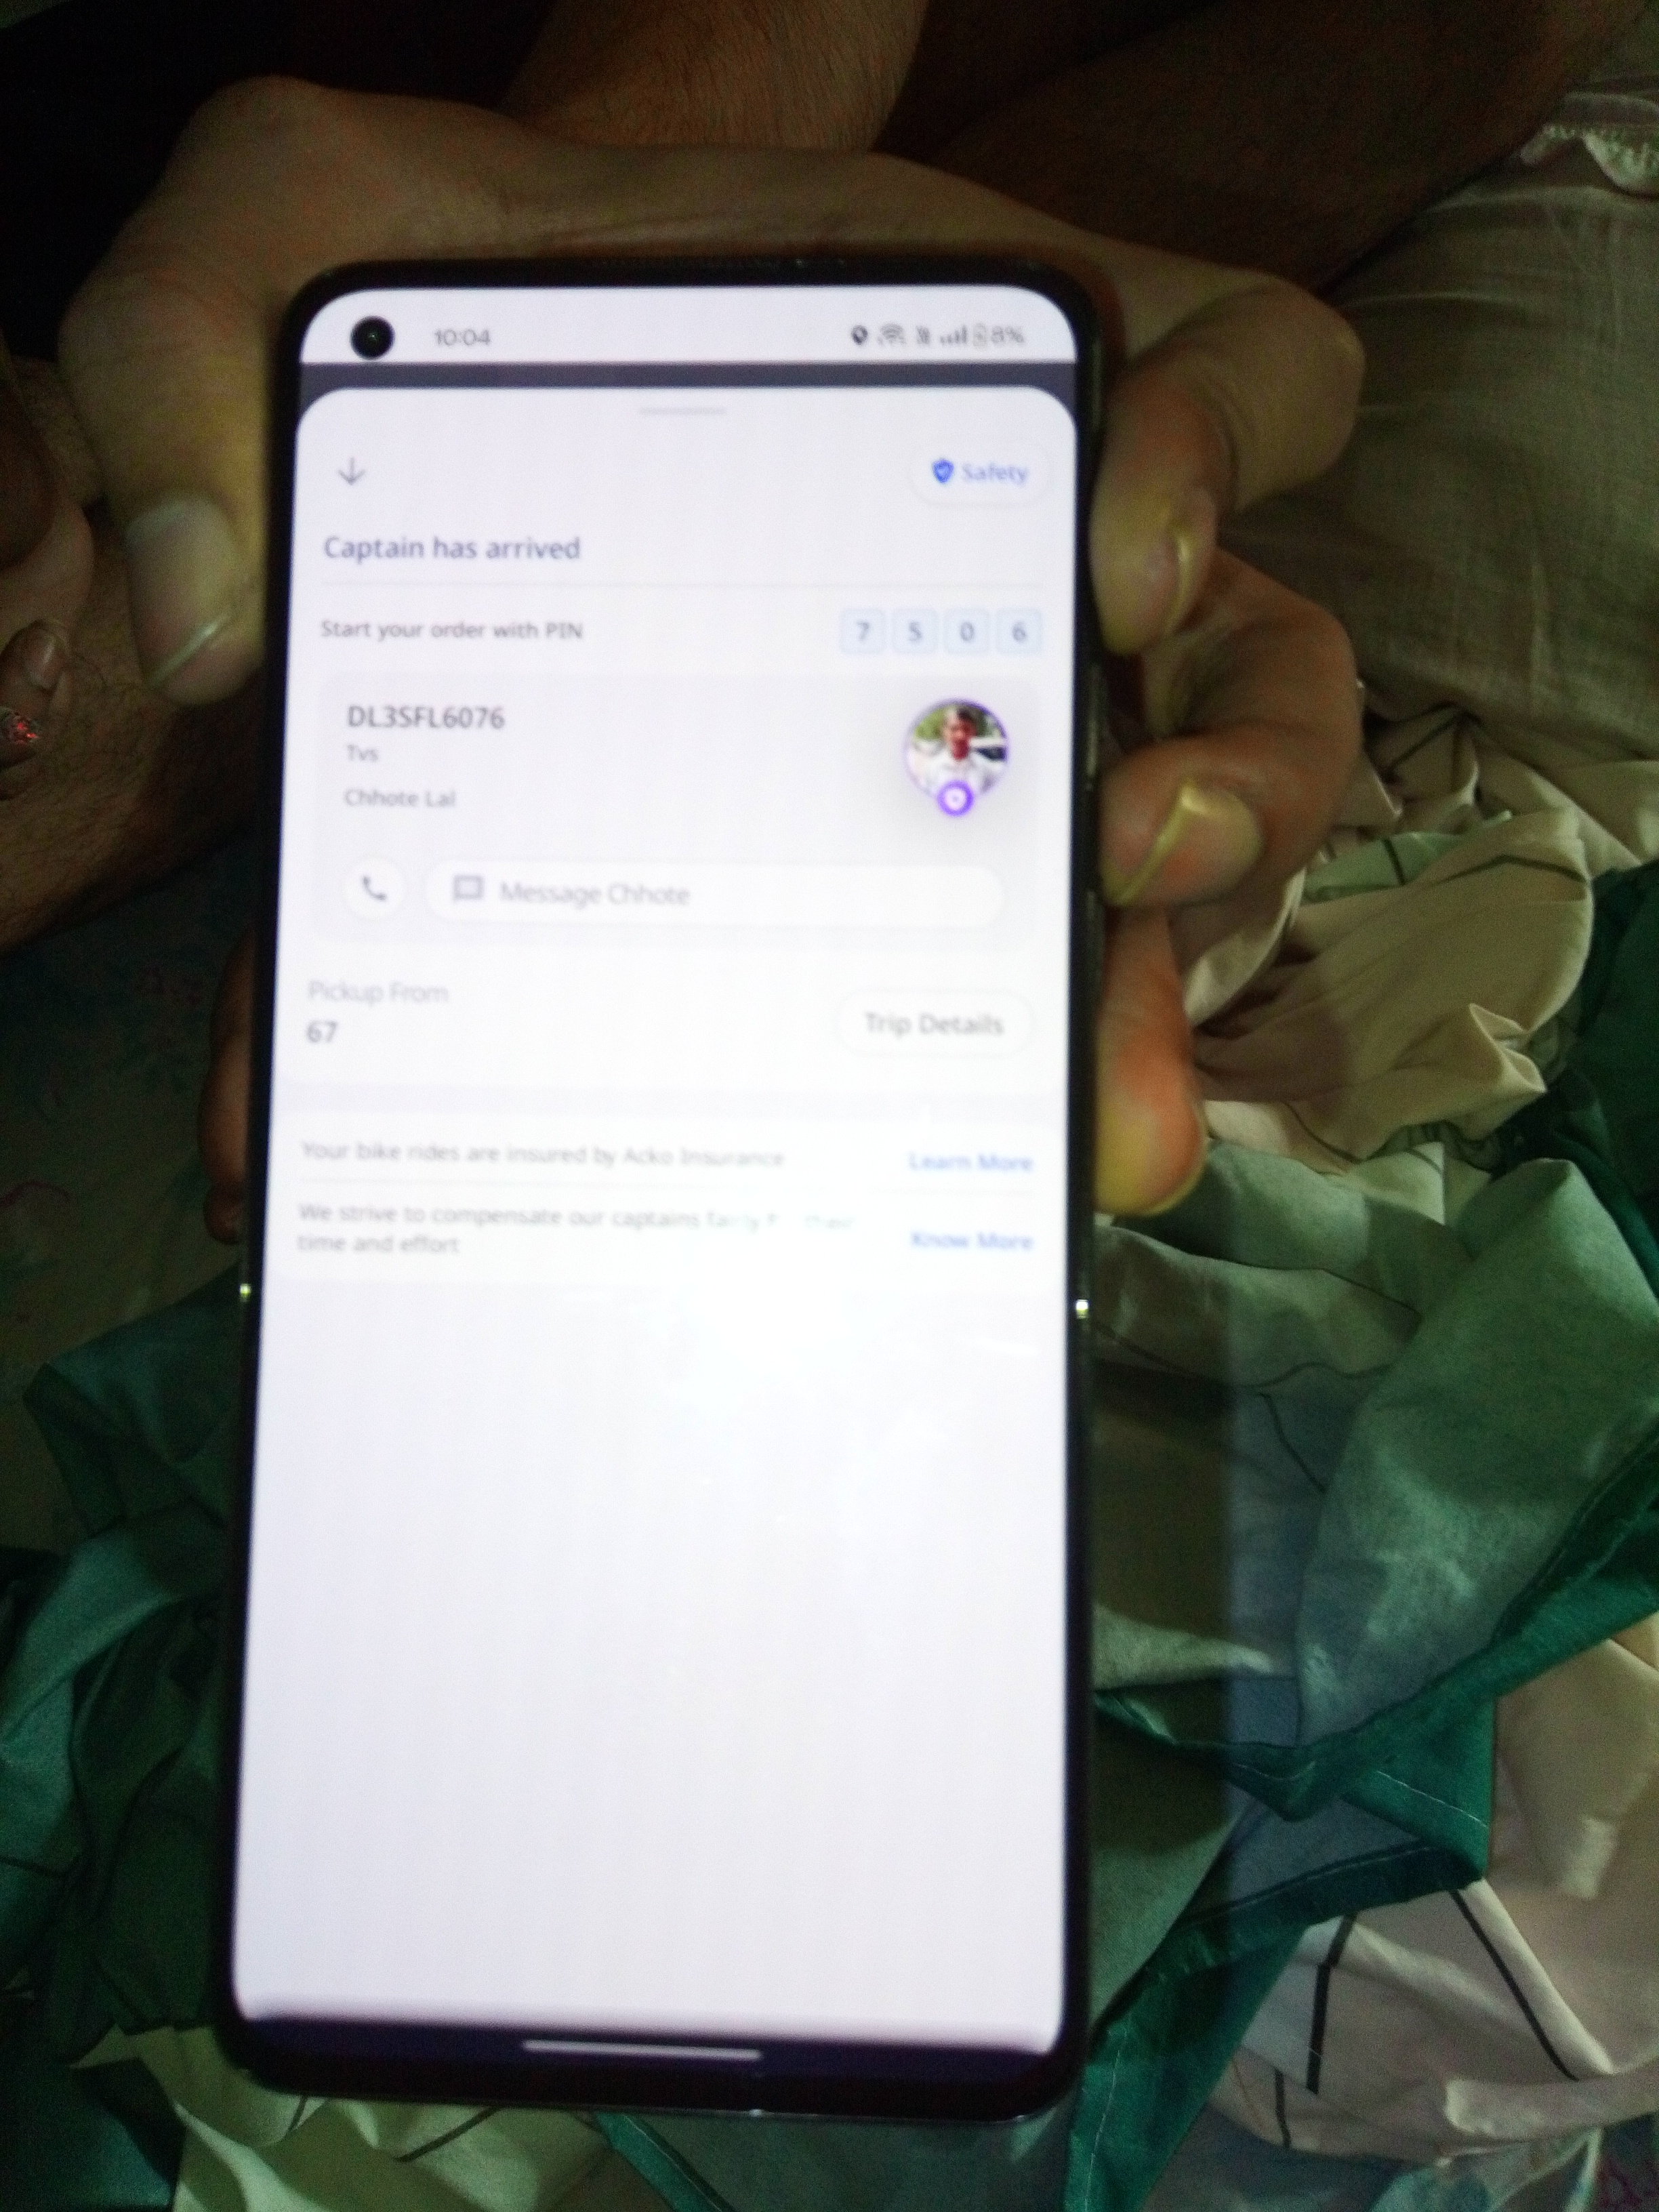 10:04
8%
Safety
Captain has arrived
Start your order with PIN
7 5 0 6
DL3SFL6076
Tvs
Chhote Lal
Message Chhote
Pickup From
67
Trip Details
Your bike rides are insured by Acko Insurance
Learn More
We strive to compensate our captains fairly their
time and effort
Know More